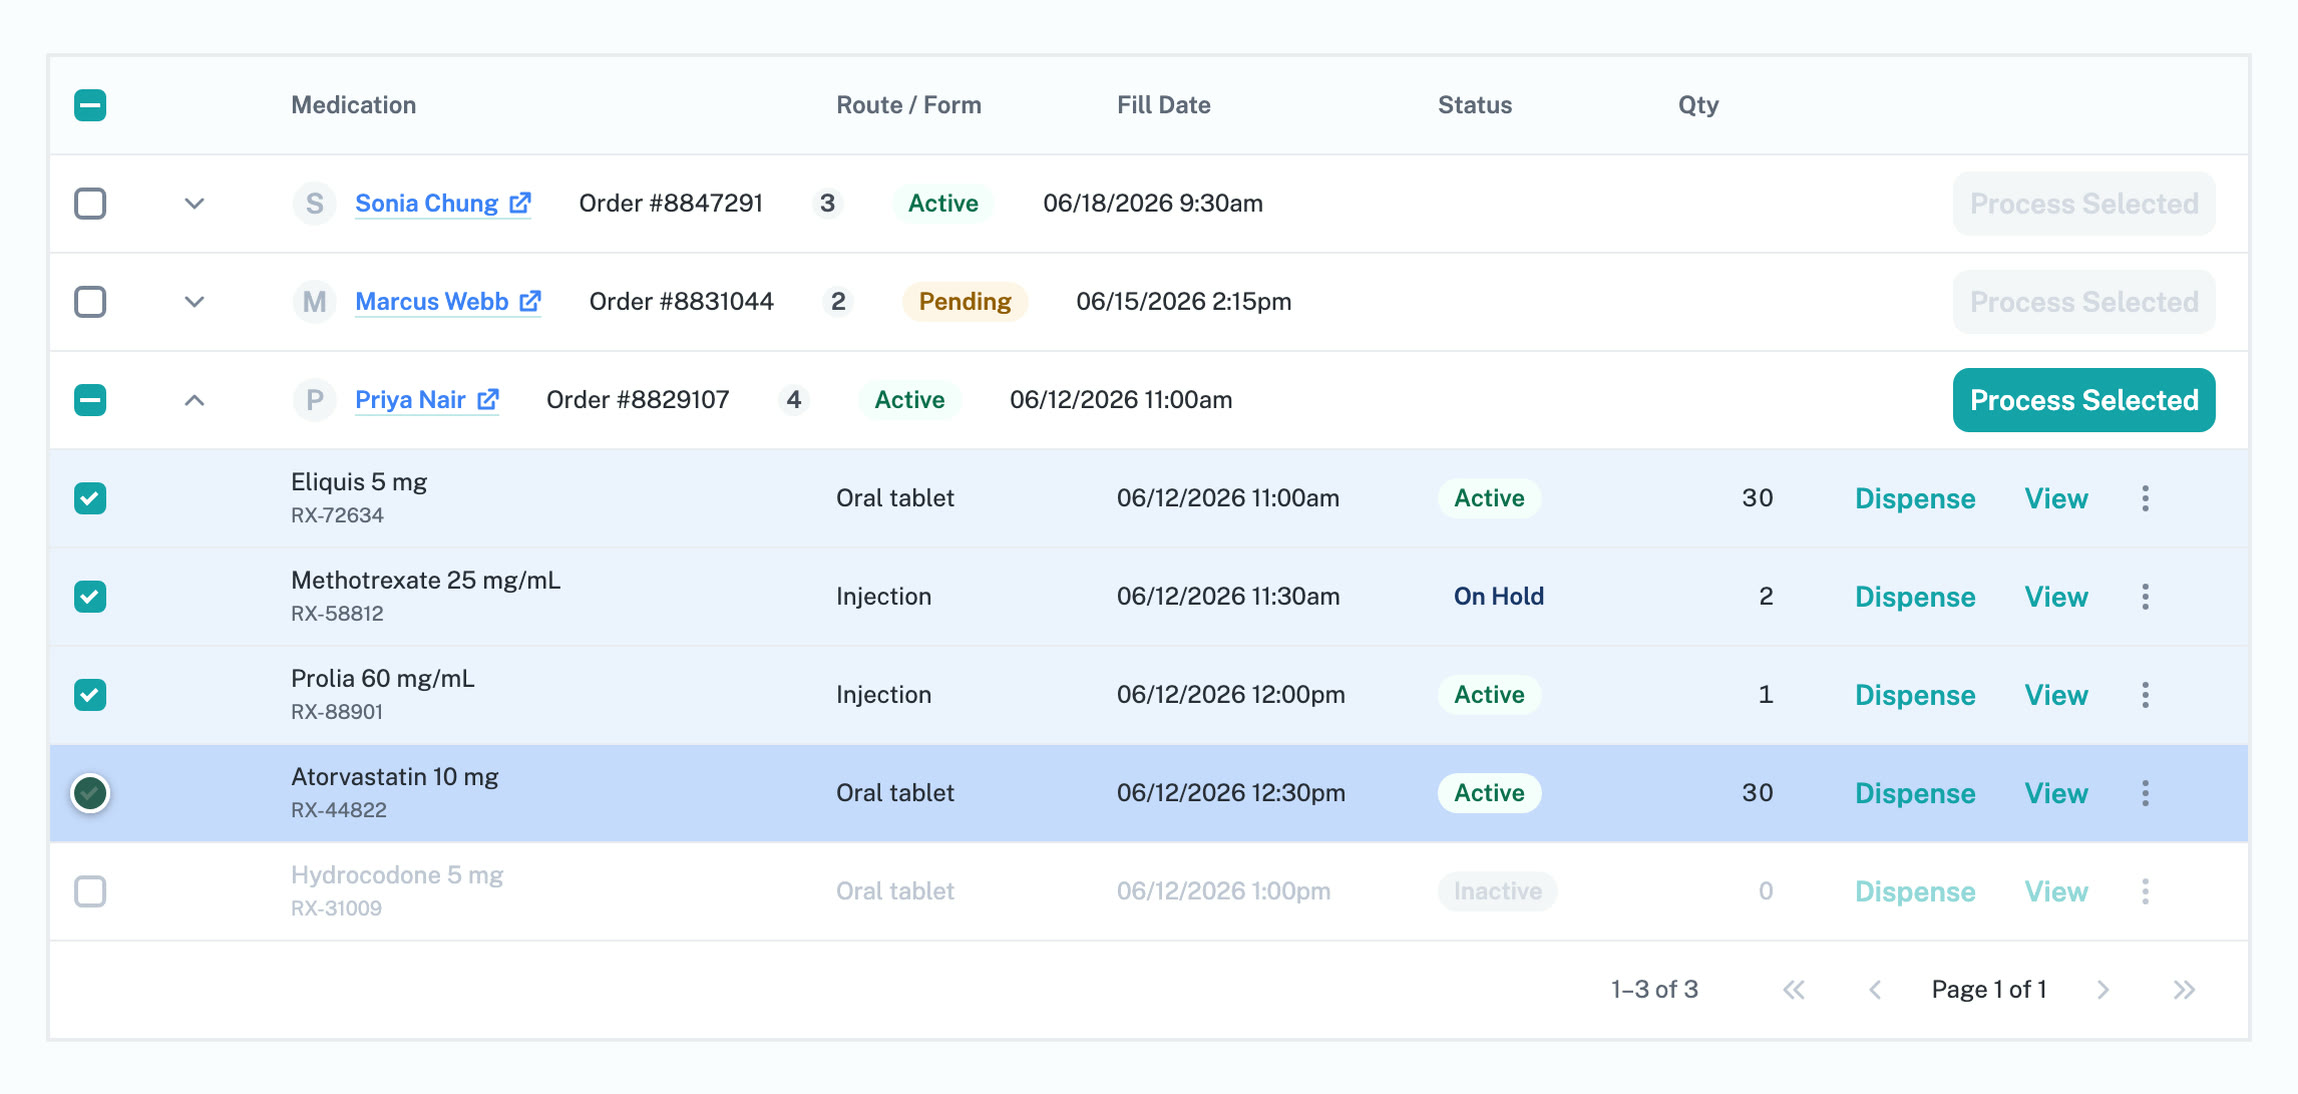 Medication Route / Form Fill Date Status Qty
S Sonia Chung Order #8847291 3 Active 06/18/2026 9:30am Process Selected
M Marcus Webb Order #8831044 2 Pending 06/15/2026 2:15pm Process Selected
P Priya Nair Order #8829107 4 Active 06/12/2026 11:00am Process Selected
Eliquis 5 mg
RX-72634
Oral tablet 06/12/2026 11:00am Active 30 Dispense View
Methotrexate 25 mg/mL
RX-58812
Injection 06/12/2026 11:30am On Hold 2 Dispense View
Prolia 60 mg/mL
RX-88901
Injection 06/12/2026 12:00pm Active 1 Dispense View
Atorvastatin 10 mg
RX-44822
Oral tablet 06/12/2026 12:30pm Active 30 Dispense View
Hydrocodone 5 mg
RX-31009
Oral tablet 06/12/2026 1:00pm Inactive 0 Dispense View
1–3 of 3 Page 1 of 1